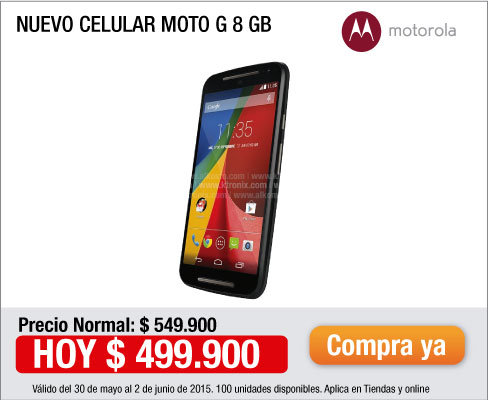 NUEVO CELULAR MOTO G 8 GB
motorola
11:35
Google
Precio Normal: $ 549.900
HOY $ 499.900
Compra ya
Válido del 30 de mayo al 2 de junio de 2015. 100 unidades disponibles. Aplica en Tiendas y online